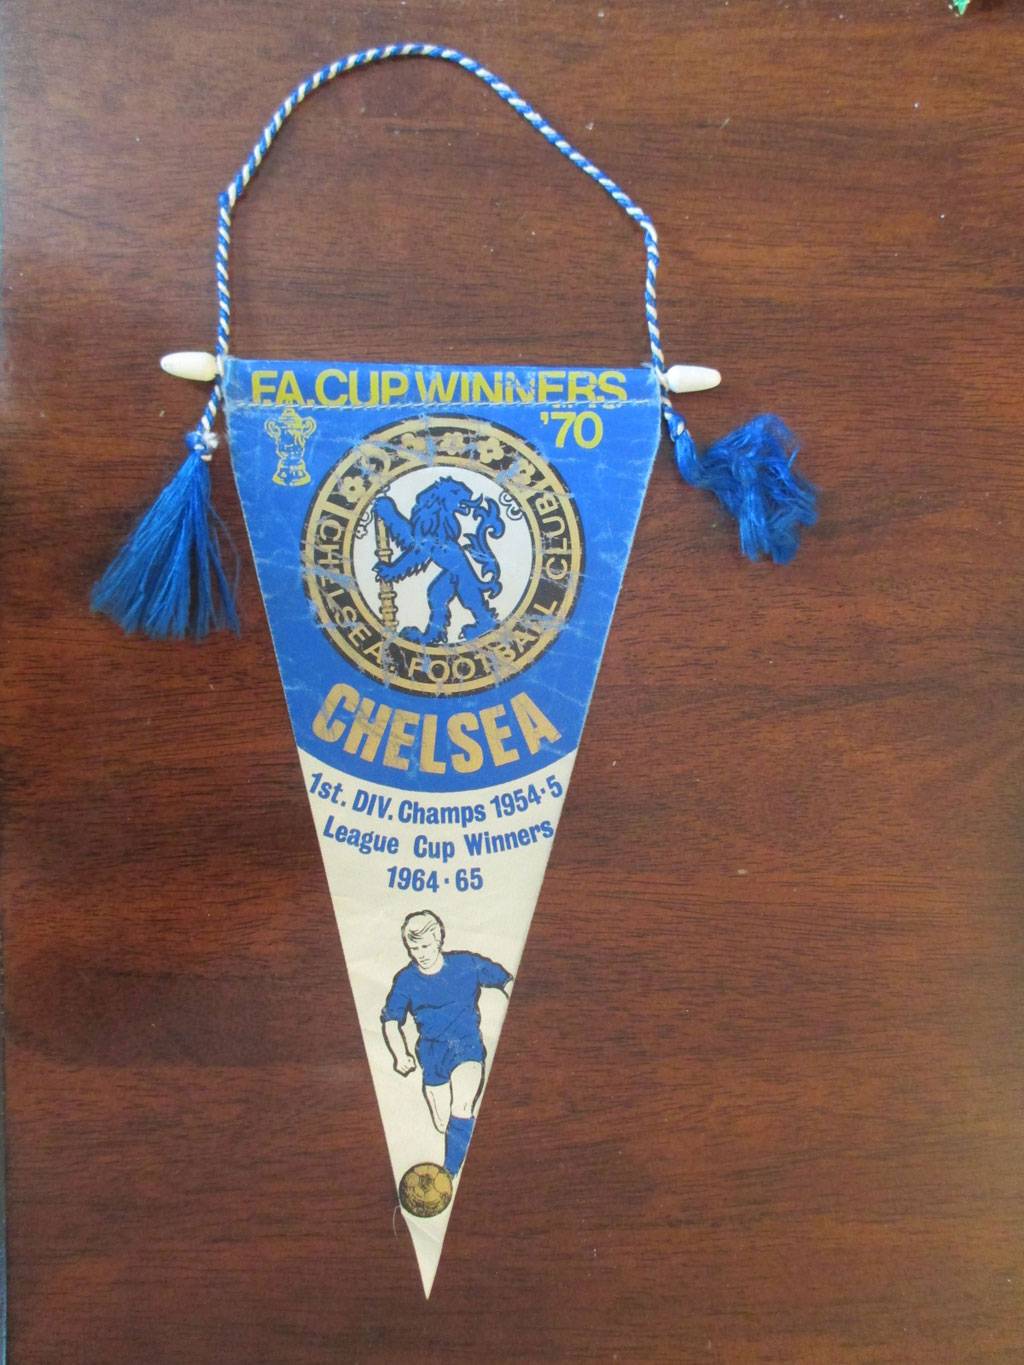 F.A. CUP WINNERS
'70
CHELSEA FOOTBALL CLUB
CHELSEA
1st. DIV. Champs 1954·5
League Cup Winners
1964·65